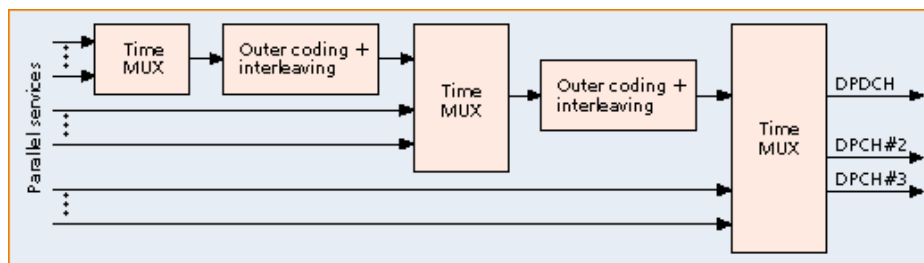 Parallel services
Time
MUX
Outer coding +
interleaving
Time
MUX
Outer coding +
interleaving
Time
MUX
DPDCH
DPCH#2
DPCH#3